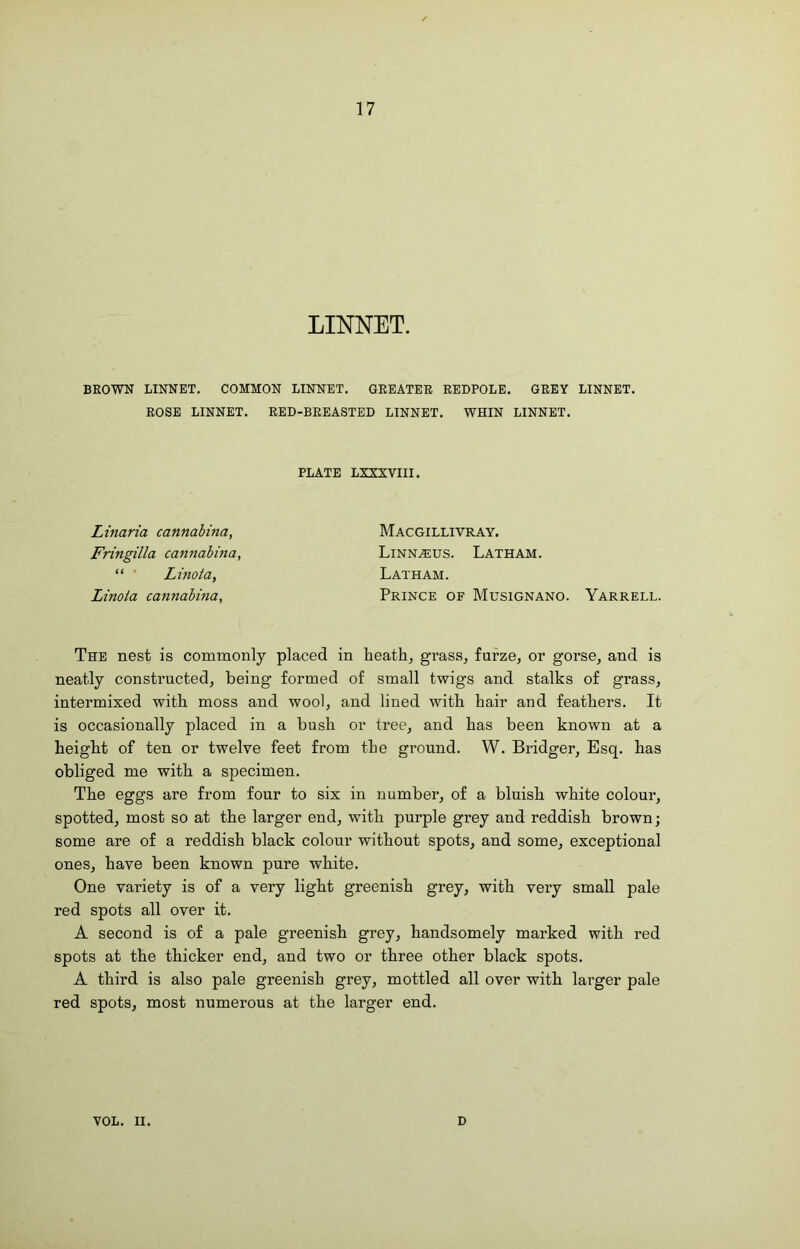 17
LINNET.
BROWN LINNET. COMMON LINNET. GREATER REDPOLE. GREY LINNET.
ROSE LINNET. RED-BREASTED LINNET. WHIN LINNET.
PLATE LXXXVIII.
Linaria cannabina, MACGILLIVRAY.
Fringilla cannabina, LINNÆUS. LATHAM.
“ Linota, LATHAM.
Linota cannabina, PRINCE OF MUSIGNANO. YARRELL.
THE nest is commonly placed in heath, grass, furze, or gorse, and is
neatly constructed, being formed of small twigs and stalks of grass,
intermixed with moss and wool, and lined with hair and feathers. It
is occasionally placed in a bush or tree, and has been known at a
height of ten or twelve feet from the ground. W. Bridger, Esq. has
obliged me with a specimen.
The eggs are from four to six in number, of a bluish white colour,
spotted, most so at the larger end, with purple grey and reddish brown;
some are of a reddish black colour without spots, and some, exceptional
ones, have been known pure white.
One variety is of a very light greenish grey, with very small pale
red spots all over it.
A second is of a pale greenish grey, handsomely marked with red
spots at the thicker end, and two or three other black spots.
A third is also pale greenish grey, mottled all over with larger pale
red spots, most numerous at the larger end.
VOL. II. D